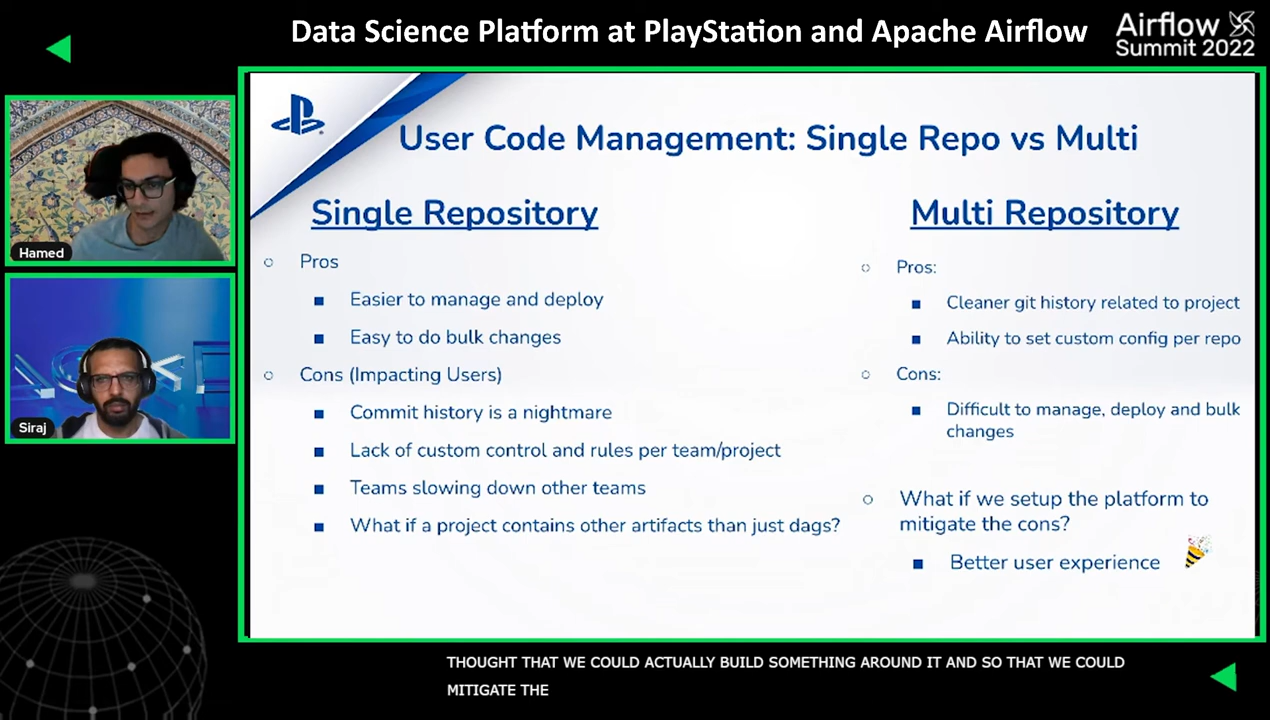 Data Science Platform at PlayStation and Apache Airflow
Airflow
Summit 2022
Hamed
Siraj
User Code Management: Single Repo vs Multi
Single Repository
Pros
Easier to manage and deploy
Easy to do bulk changes
Cons (Impacting Users)
Commit history is a nightmare
Lack of custom control and rules per team/project
Teams slowing down other teams
What if a project contains other artifacts than just dags?
Multi Repository
Pros:
Cleaner git history related to project
Ability to set custom config per repo
Cons:
Difficult to manage, deploy and bulk
changes
What if we setup the platform to
mitigate the cons?
Better user experience
THOUGHT THAT WE COULD ACTUALLY BUILD SOMETHING AROUND IT AND SO THAT WE COULD
MITIGATE THE